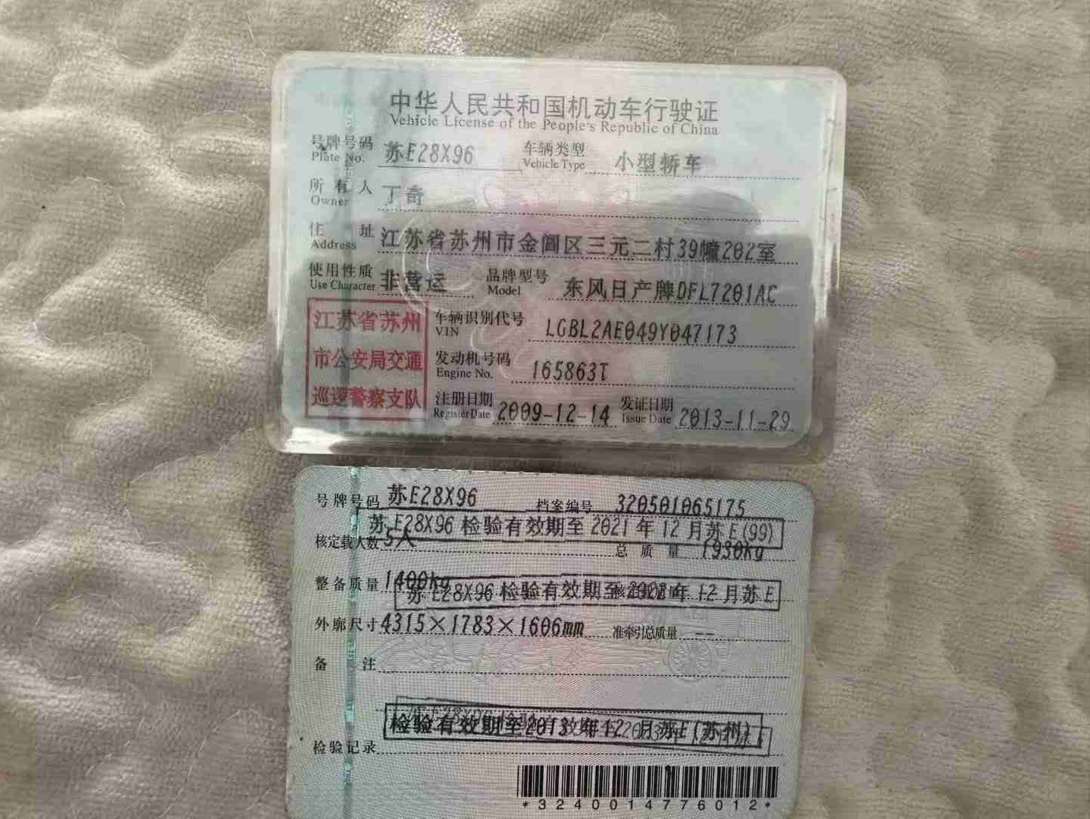 中华人民共和国机动车行驶证
Vehicle License of the People's Republic of China
号牌号码 苏E28X96 车辆类型 小型轿车
Plate No. Vehicle Type
所有人 丁奇
Owner
住址 江苏省苏州市金阊区三元二村39幢202室
Address
使用性质 非营运 品牌型号 东风日产牌DFL7201AC
Use Character Model
江苏省苏州
市公安局交通
巡逻警察支队
车辆识别代号 LGBL2AE049Y047173
VIN
发动机号码 165863T
Engine No.
注册日期 2009-12-14 发证日期 2013-11-29
Register Date Issue Date
号牌号码 苏E28X96 档案编号 320501065175
苏E28X96 检验有效期至 2021 年 12 月苏E(99)
核定载人数 5人 总质量 1930kg
整备质量 1400kg
苏E28X96 检验有效期至 年 12 月苏E
外廓尺寸 4315×1783×1606mm 准牵引总质量 --
备注
检验有效期至2013 年12 月苏E(苏州)
检验记录
*3240014776012*